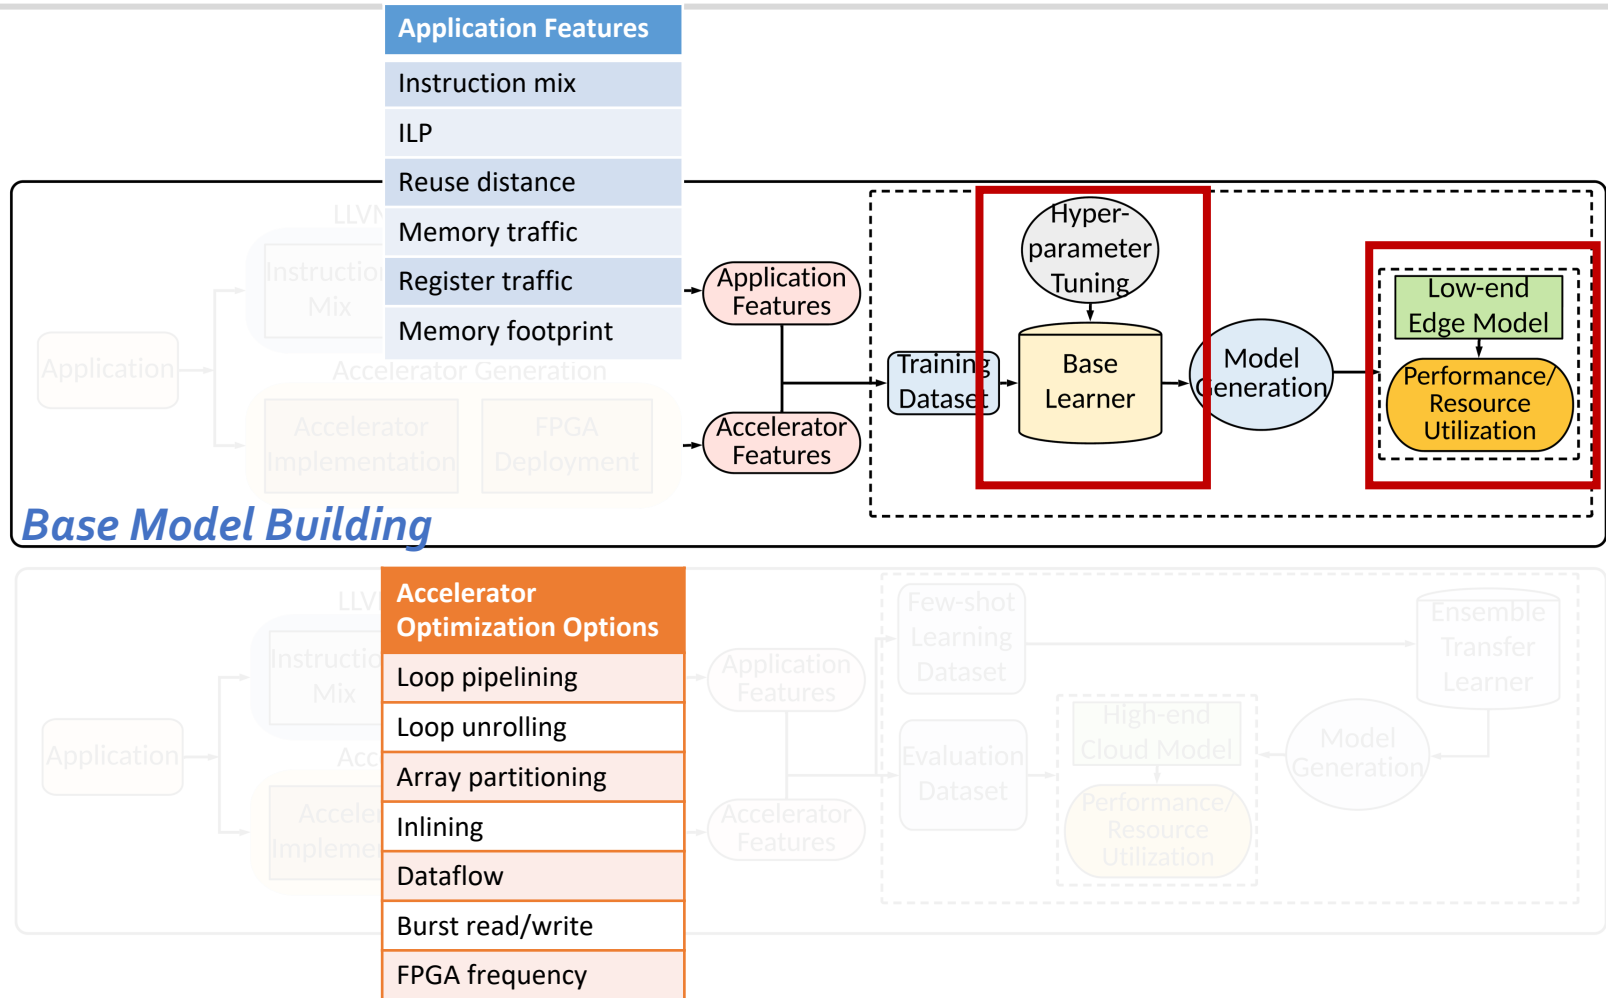 Application Features
Instruction mix
ILP
Reuse distance
Memory traffic
Register traffic
Memory footprint
Instruction
Mix
Application
Accelerator Generation
Accelerator
Implementation
FPGA
Deployment
Application
Features
Accelerator
Features
Training
Dataset
Hyper-
parameter
Tuning
Base
Learner
Model
Generation
Low-end
Edge Model
Performance/
Resource
Utilization
Base Model Building
Accelerator
Optimization Options
Loop pipelining
Loop unrolling
Array partitioning
Inlining
Dataflow
Burst read/write
FPGA frequency
Mix
Application
Application
Features
Accelerator
Features
Few-shot
Learning
Dataset
Evaluation
Dataset
High-end
Cloud Model
Performance/
Resource
Utilization
Model
Generation
Ensemble
Transfer
Learner